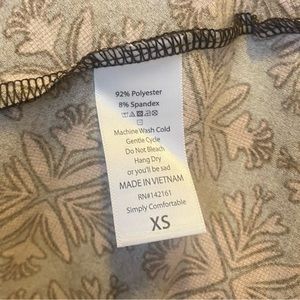 92% Polyester
8% Spandex
Machine Wash Cold
Gentle Cycle
Do Not Bleach
Hang Dry
or you'll be sad
MADE IN VIETNAM
RN#142161
Simply Comfortable
XS